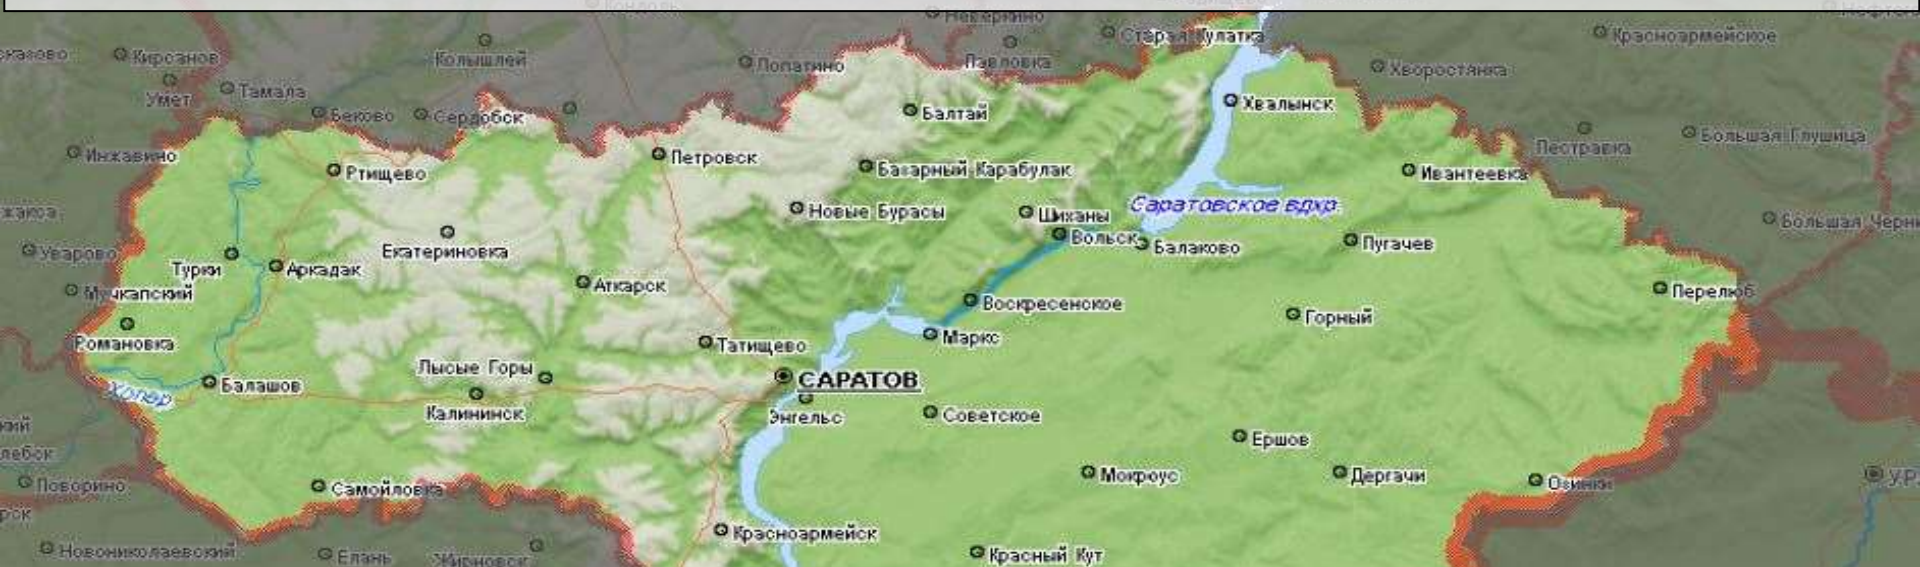 Неверкино
Старая Кулатка
Красноармейское
Кирсанов
Колышлей
Лопатино
Павловка
Хворостянка
Умет
Тамала
Беково
Сердобск
Балтай
Хвалынск
Большая Глушица
Пестравка
Инжавино
Ртищево
Петровск
Базарный Карабулак
Ивантеевка
Новые Бурасы
Шиханы
Саратовское вдхр.
Уварово
Екатериновка
Вольск
Балаково
Пугачев
Турки
Аркадак
Аткарск
Мучкапский
Воскресенское
Перелюб
Романовка
Татищево
Маркс
Горный
Хопер
Балашов
Лысые Горы
САРАТОВ
Калининск
Энгельс
Советское
Ершов
Поворино
Самойловка
Мокроус
Дергачи
Озинки
Красноармейск
Новониколаевский
Елань
Жирновск
Красный Кут